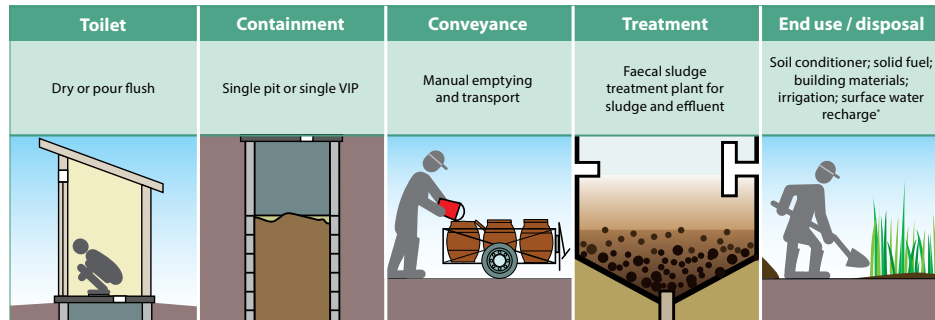 Toilet
Containment
Conveyance
Treatment
End use / disposal
Dry or pour flush
Single pit or single VIP
Manual emptying
and transport
Faecal sludge
treatment plant for
sludge and effluent
Soil conditioner; solid fuel;
building materials;
irrigation; surface water
recharge*